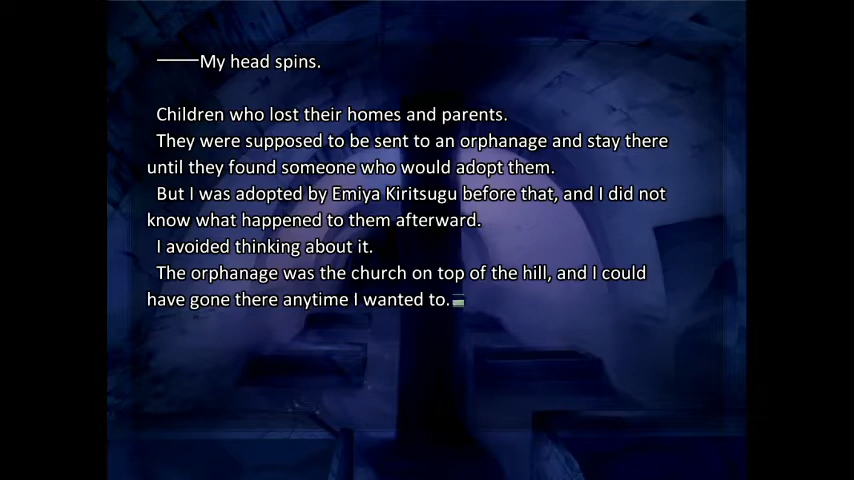 ——My head spins.
Children who lost their homes and parents.
They were supposed to be sent to an orphanage and stay there
until they found someone who would adopt them.
But I was adopted by Emiya Kiritsugu before that, and I did not
know what happened to them afterward.
I avoided thinking about it.
The orphanage was the church on top of the hill, and I could
have gone there anytime I wanted to.